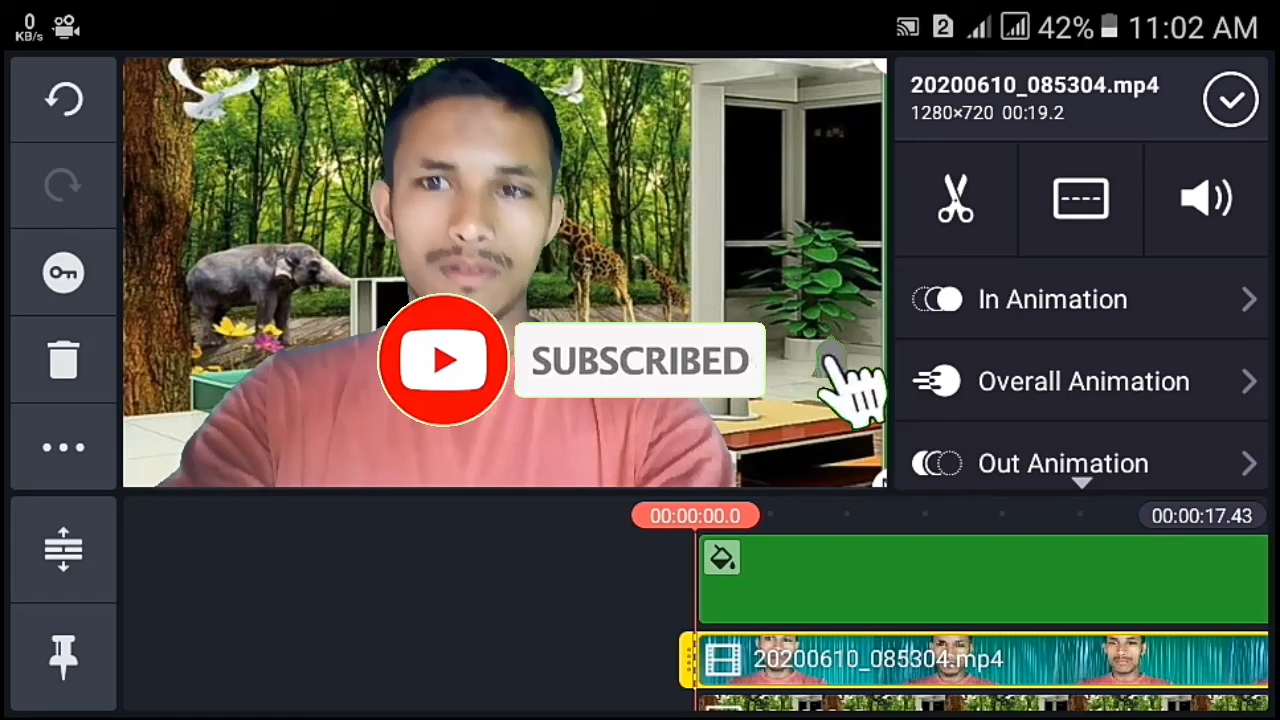 0
KB/s
2
42%
11:02 AM
20200610_085304.mp4
1280×720 00:19.2
In Animation
Overall Animation
Out Animation
SUBSCRIBED
00:00:00.0
00:00:17.43
20200610_085304.mp4